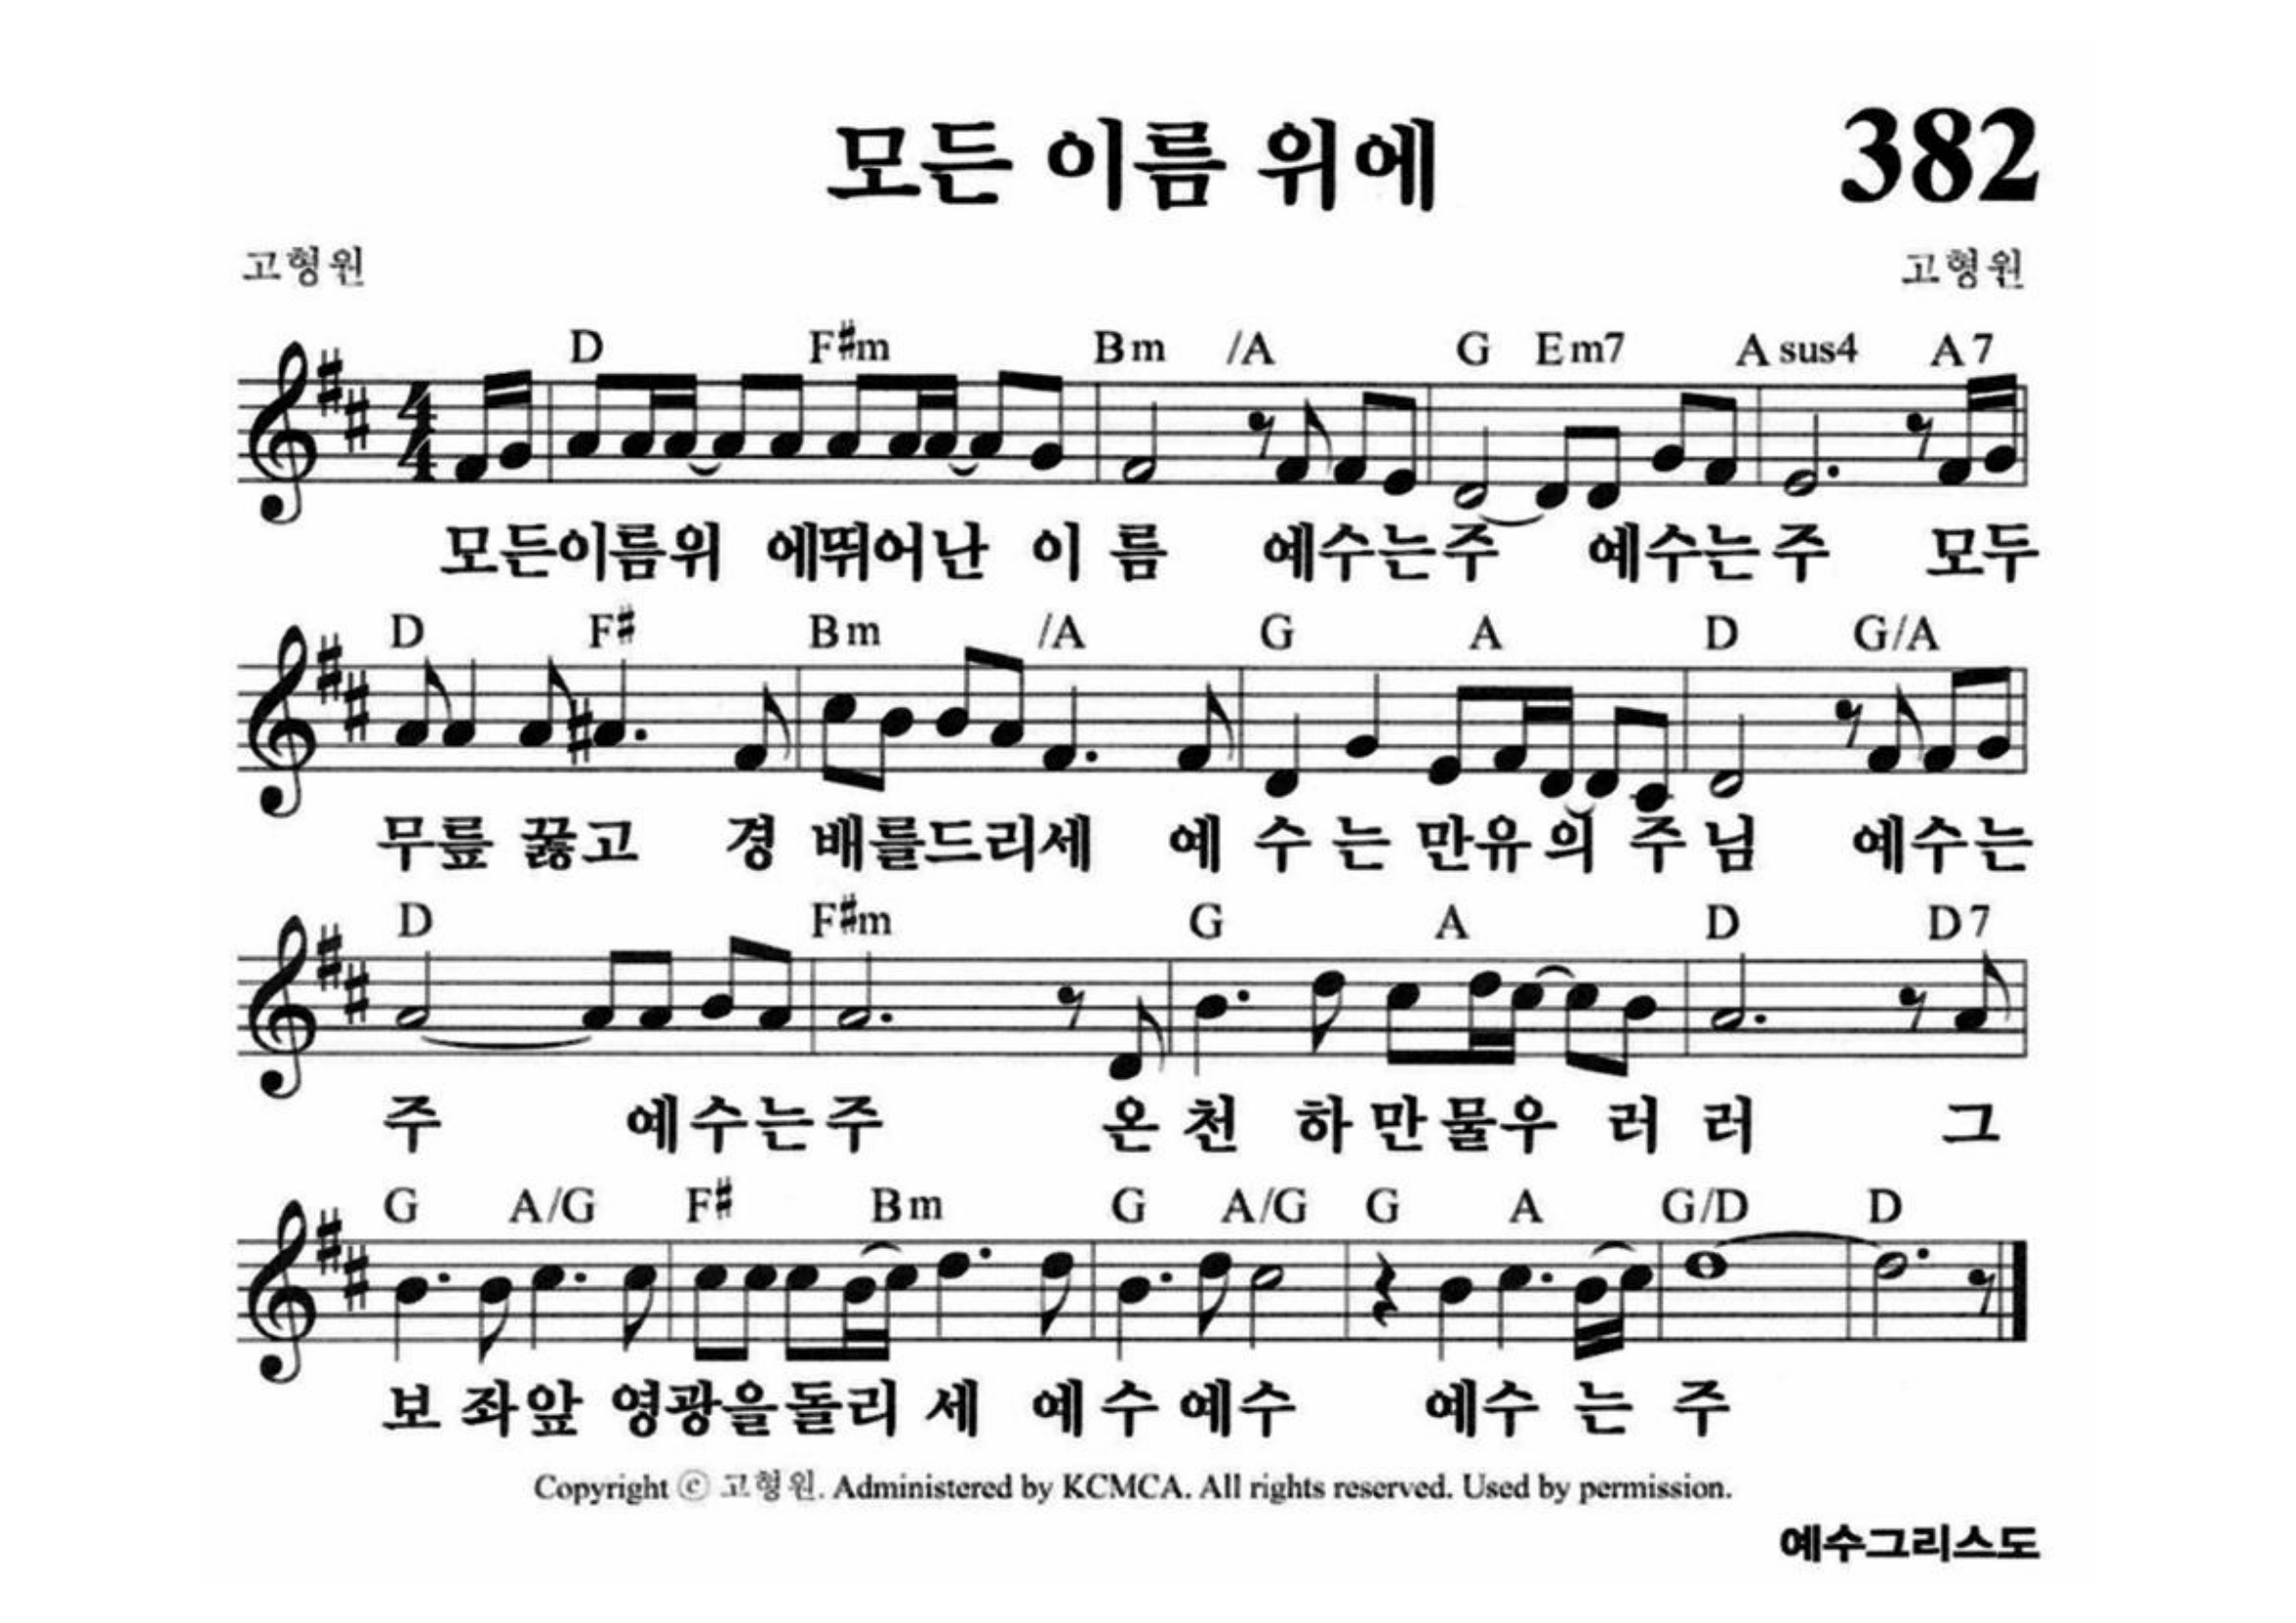 모든 이름 위에 382
고형원 고형원
D F#m Bm /A G Em7 Asus4 A7
모든이름위 에뛰어난 이 름 예수는주 예수는주 모두
D F# Bm /A G A D G/A
무릎 꿇고 경 배를드리세 예 수 는 만유의 주 님 예수는
D F#m G A D D7
주 예수는주 온 천 하 만물우 러 러 그
G A/G F# Bm G A/G G A G/D D
보 좌앞 영광을돌리 세 예 수 예수 예수 는 주
Copyright ⓒ 고형원. Administered by KCMCA. All rights reserved. Used by permission.
예수그리스도